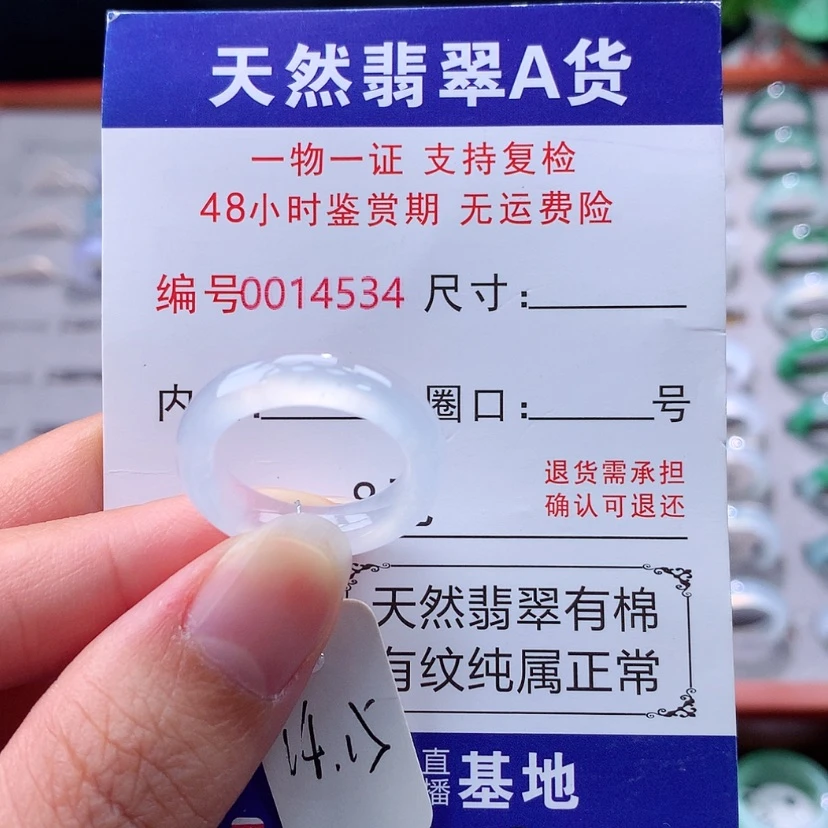 天然翡翠A货
一物一证 支持复检
48小时鉴赏期 无运费险
编号0014534 尺寸:
内 圈口: 号
退货需承担
确认可退还
天然翡翠有棉
有纹纯属正常
直播基地